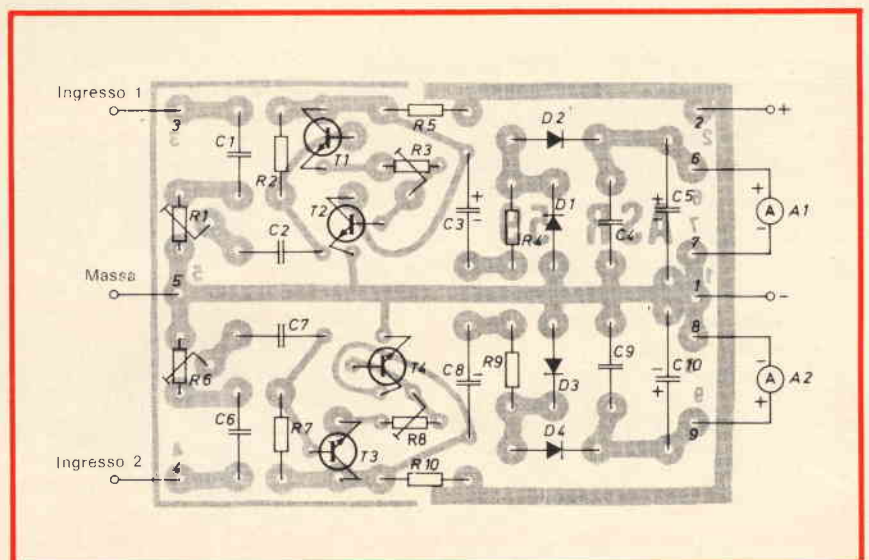 Ingresso 1
3
C1
R2
T1
R5
R3
D2
2
+
6
R1
C2
T2
+
-
C3
R4
D1
C4
+
-
C5
+
A
-
A1
7
Massa
5
1
-
8
R6
C7
T4
C8
-
R9
D3
C9
-
+
C10
-
A
+
A2
C6
R7
T3
R8
D4
9
Ingresso 2
4
R10